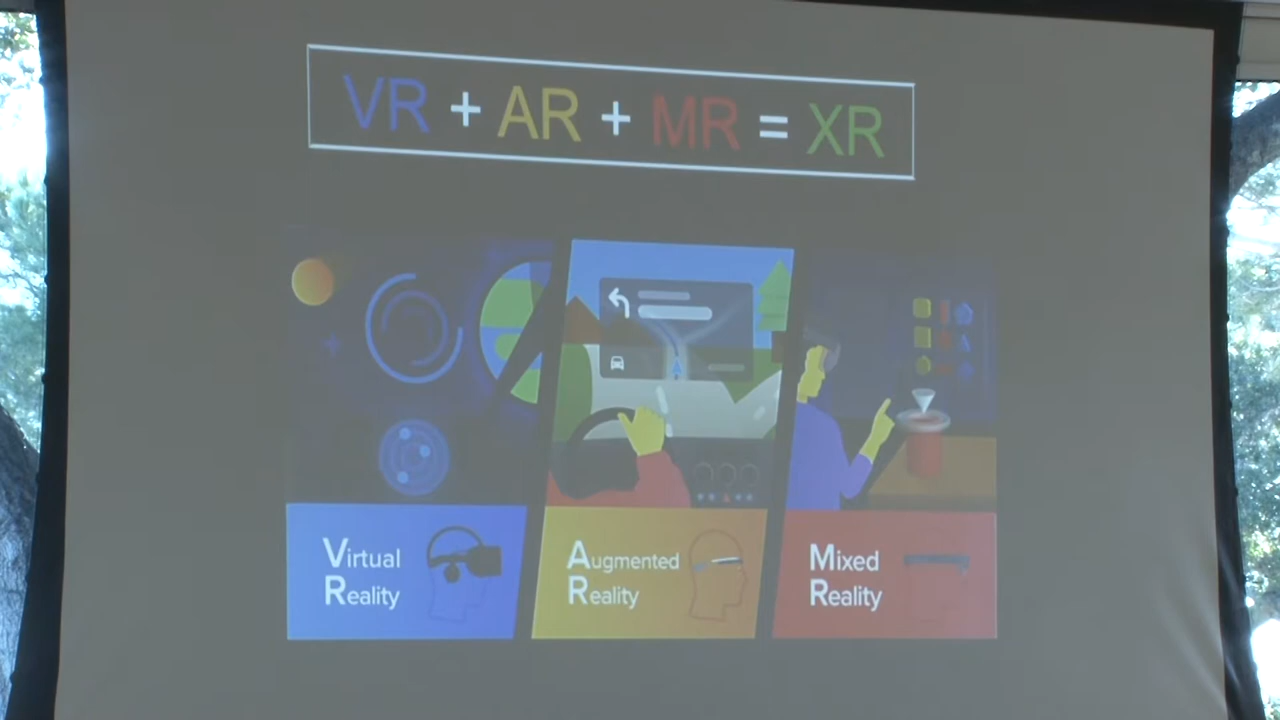 VR + AR + MR = XR
Virtual
Reality
Augmented
Reality
Mixed
Reality